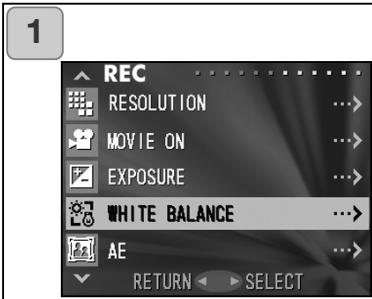 1
REC
RESOLUTION
MOVIE ON
EXPOSURE
WHITE BALANCE
AE
RETURN SELECT